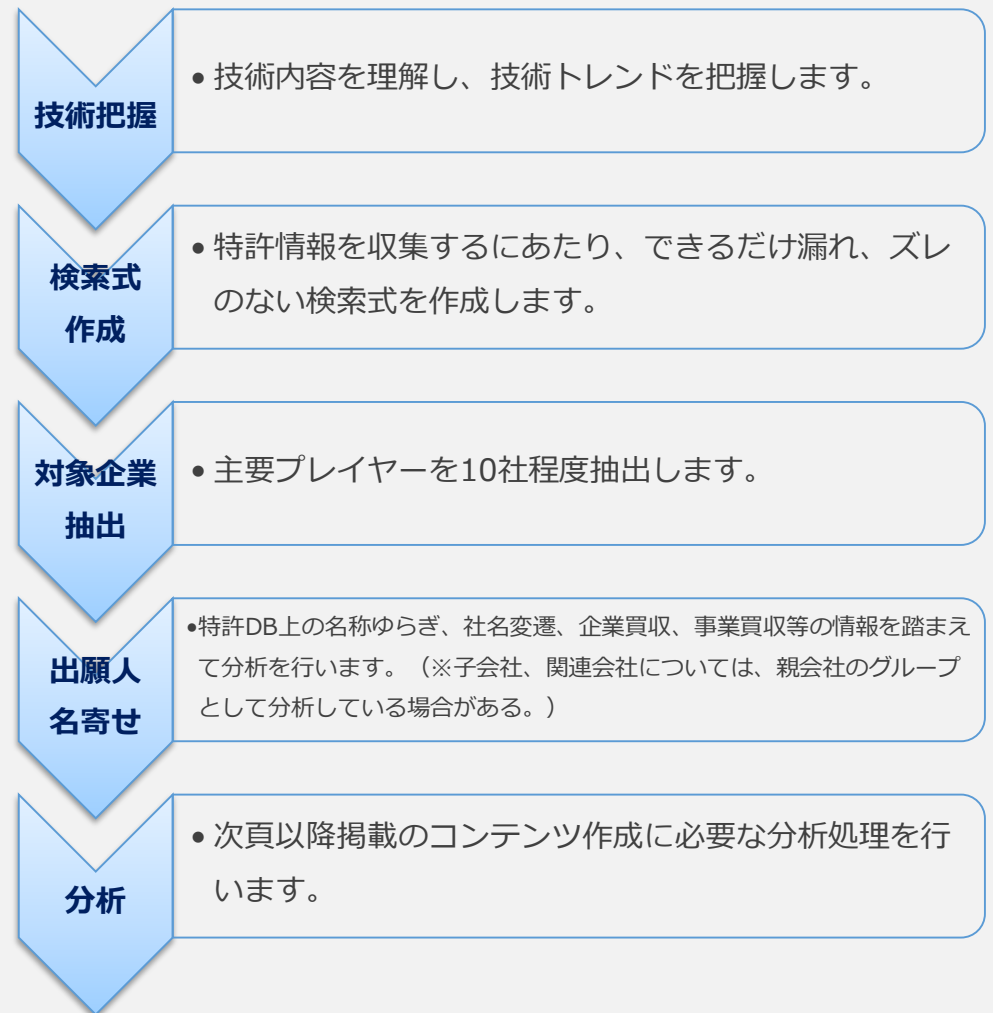 技術把握
• 技術内容を理解し、技術トレンドを把握します。
検索式
作成
• 特許情報を収集するにあたり、できるだけ漏れ、ズレ
のない検索式を作成します。
対象企業
抽出
• 主要プレイヤーを10社程度抽出します。
出願人
名寄せ
•特許DB上の名称ゆらぎ、社名変遷、企業買収、事業買収等の情報を踏まえ
て分析を行います。（※子会社、関連会社については、親会社のグループ
として分析している場合がある。）
分析
• 次頁以降掲載のコンテンツ作成に必要な分析処理を行
います。